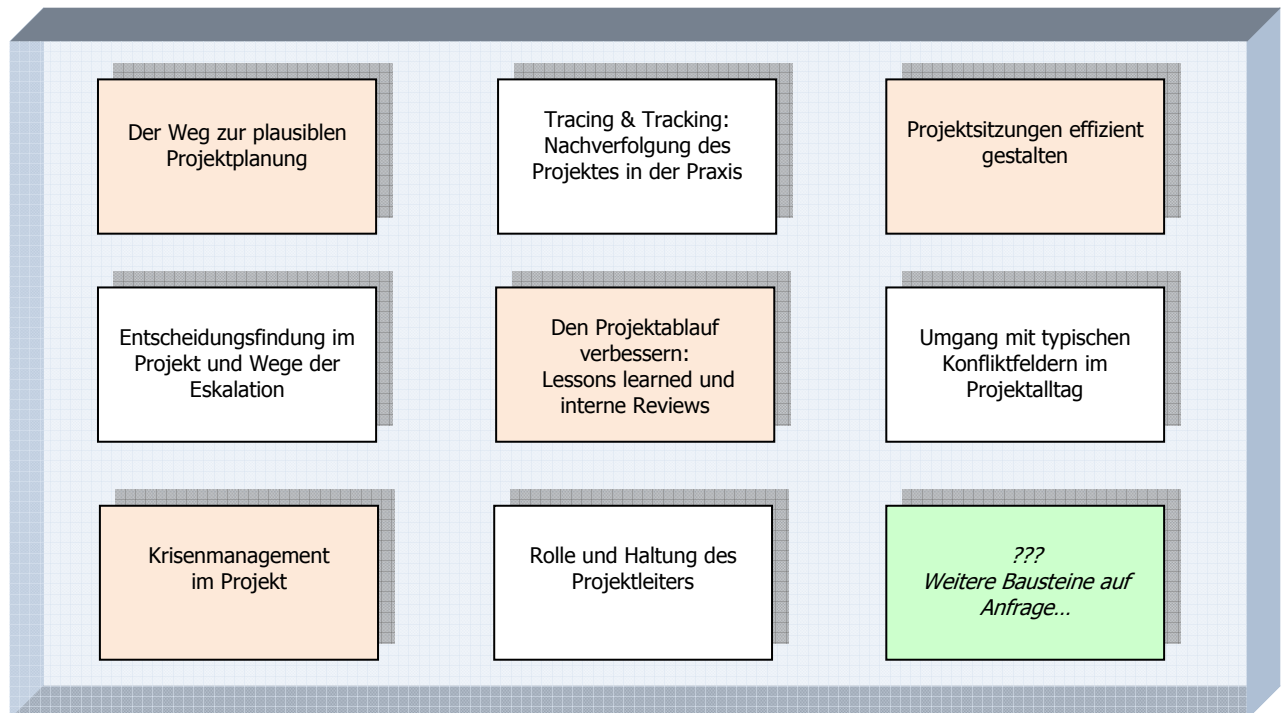 Der Weg zur plausiblen
Projektplanung
Tracing & Tracking:
Nachverfolgung des
Projektes in der Praxis
Projektsitzungen effizient
gestalten
Entscheidungsfindung im
Projekt und Wege der
Eskalation
Den Projektablauf
verbessern:
Lessons learned und
interne Reviews
Umgang mit typischen
Konfliktfeldern im
Projektalltag
Krisenmanagement
im Projekt
Rolle und Haltung des
Projektleiters
???
Weitere Bausteine auf
Anfrage...